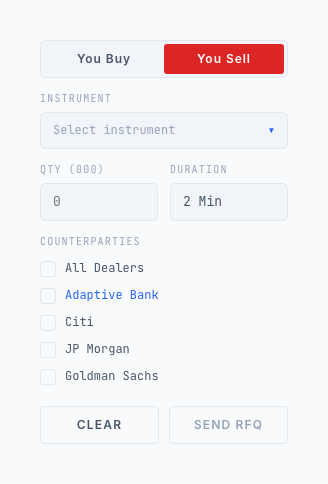 You Buy You Sell
INSTRUMENT
Select instrument ▾
QTY (000) DURATION
0 2 Min
COUNTERPARTIES
All Dealers
Adaptive Bank
Citi
JP Morgan
Goldman Sachs
CLEAR SEND RFQ